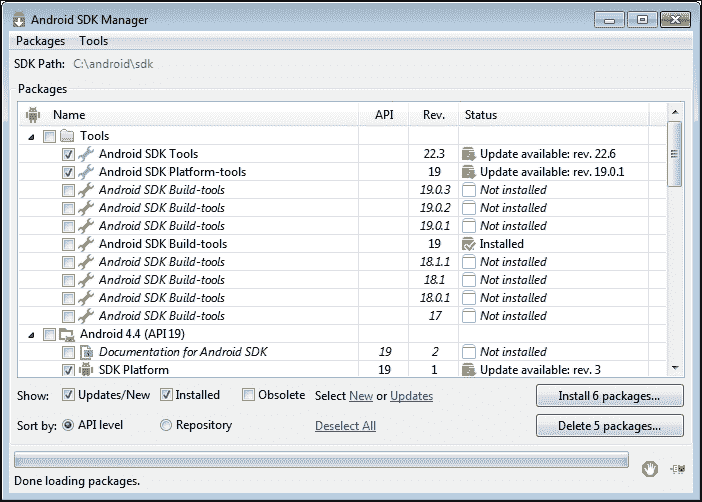 Android SDK Manager
Packages Tools
SDK Path: C:\android\sdk
Packages
Name API Rev. Status
Tools
Android SDK Tools 22.3 Update available: rev. 22.6
Android SDK Platform-tools 19 Update available: rev. 19.0.1
Android SDK Build-tools 19.0.3 Not installed
Android SDK Build-tools 19.0.2 Not installed
Android SDK Build-tools 19.0.1 Not installed
Android SDK Build-tools 19 Installed
Android SDK Build-tools 18.1.1 Not installed
Android SDK Build-tools 18.1 Not installed
Android SDK Build-tools 18.0.1 Not installed
Android SDK Build-tools 17 Not installed
Android 4.4 (API 19)
Documentation for Android SDK 19 2 Not installed
SDK Platform 19 1 Update available: rev. 3
Show: Updates/New Installed Obsolete Select New or Updates Install 6 packages...
Sort by: API level Repository Deselect All Delete 5 packages...
Done loading packages.